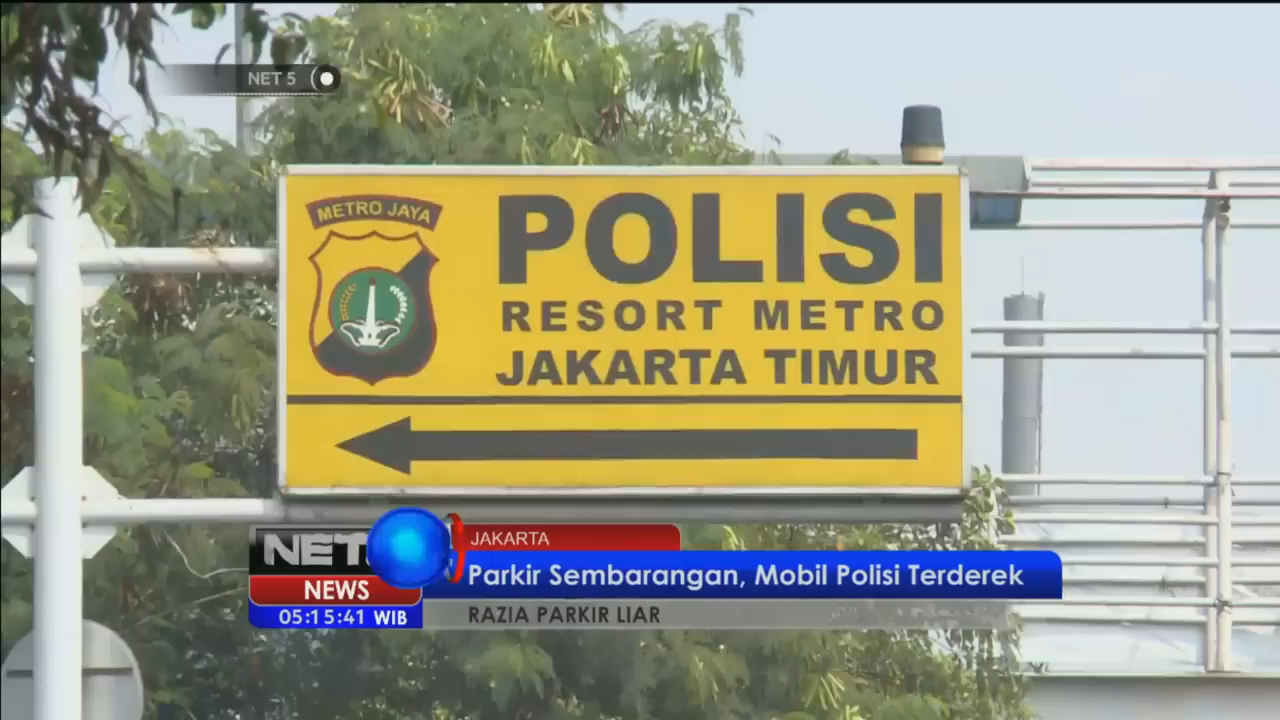 NET 5
METRO JAYA
POLISI
RESORT METRO
JAKARTA TIMUR
NET
JAKARTA
Parkir Sembarangan, Mobil Polisi Terderek
NEWS
RAZIA PARKIR LIAR
05:15:41 WIB